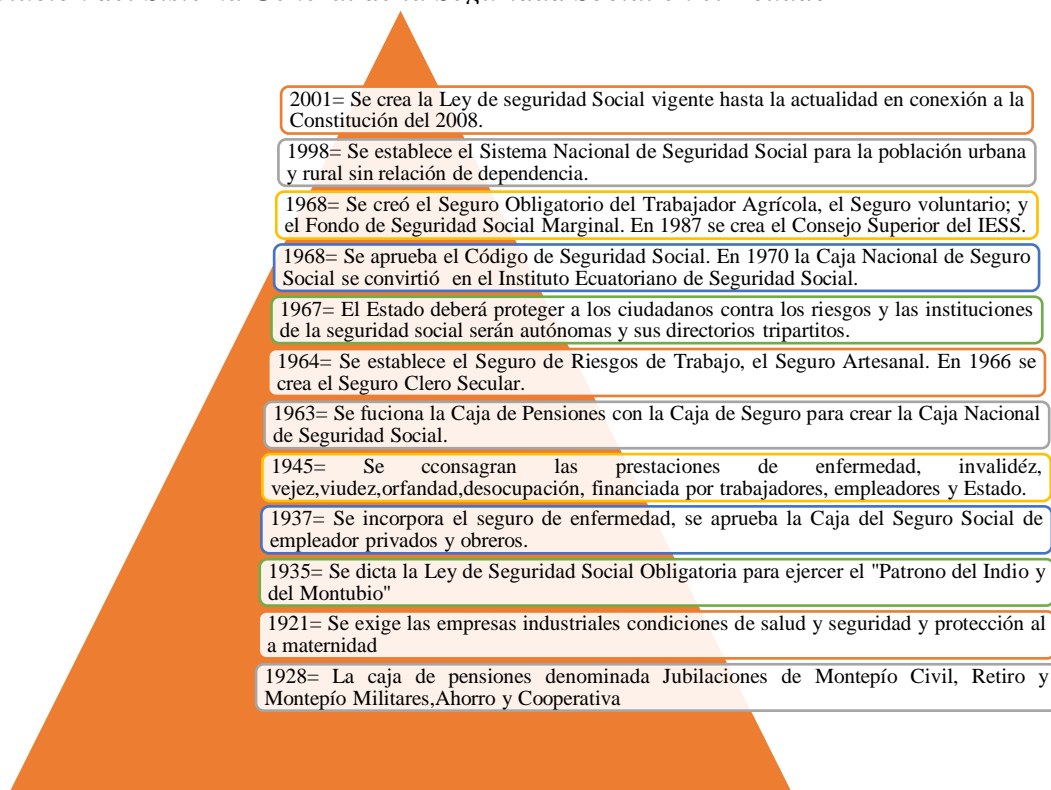 del Sistema General de la Seguridad Social en el Ecuador
2001= Se crea la Ley de seguridad Social vigente hasta la actualidad en conexión a la
Constitución del 2008.
1998= Se establece el Sistema Nacional de Seguridad Social para la población urbana
y rural sin relación de dependencia.
1968= Se creó el Seguro Obligatorio del Trabajador Agrícola, el Seguro voluntario; y
el Fondo de Seguridad Social Marginal. En 1987 se crea el Consejo Superior del IESS.
1968= Se aprueba el Código de Seguridad Social. En 1970 la Caja Nacional de Seguro
Social se convirtió en el Instituto Ecuatoriano de Seguridad Social.
1967= El Estado deberá proteger a los ciudadanos contra los riesgos y las instituciones
de la seguridad social serán autónomas y sus directorios tripartitos.
1964= Se establece el Seguro de Riesgos de Trabajo, el Seguro Artesanal. En 1966 se
crea el Seguro Clero Secular.
1963= Se fuciona la Caja de Pensiones con la Caja de Seguro para crear la Caja Nacional
de Seguridad Social.
1945= Se cconsagran las prestaciones de enfermedad, invalidéz,
vejez,viudez,orfandad,desocupación, financiada por trabajadores, empleadores y Estado.
1937= Se incorpora el seguro de enfermedad, se aprueba la Caja del Seguro Social de
empleador privados y obreros.
1935= Se dicta la Ley de Seguridad Social Obligatoria para ejercer el "Patrono del Indio y
del Montubio"
1921= Se exige las empresas industriales condiciones de salud y seguridad y protección al
a maternidad
1928= La caja de pensiones denominada Jubilaciones de Montepío Civil, Retiro y
Montepío Militares,Ahorro y Cooperativa